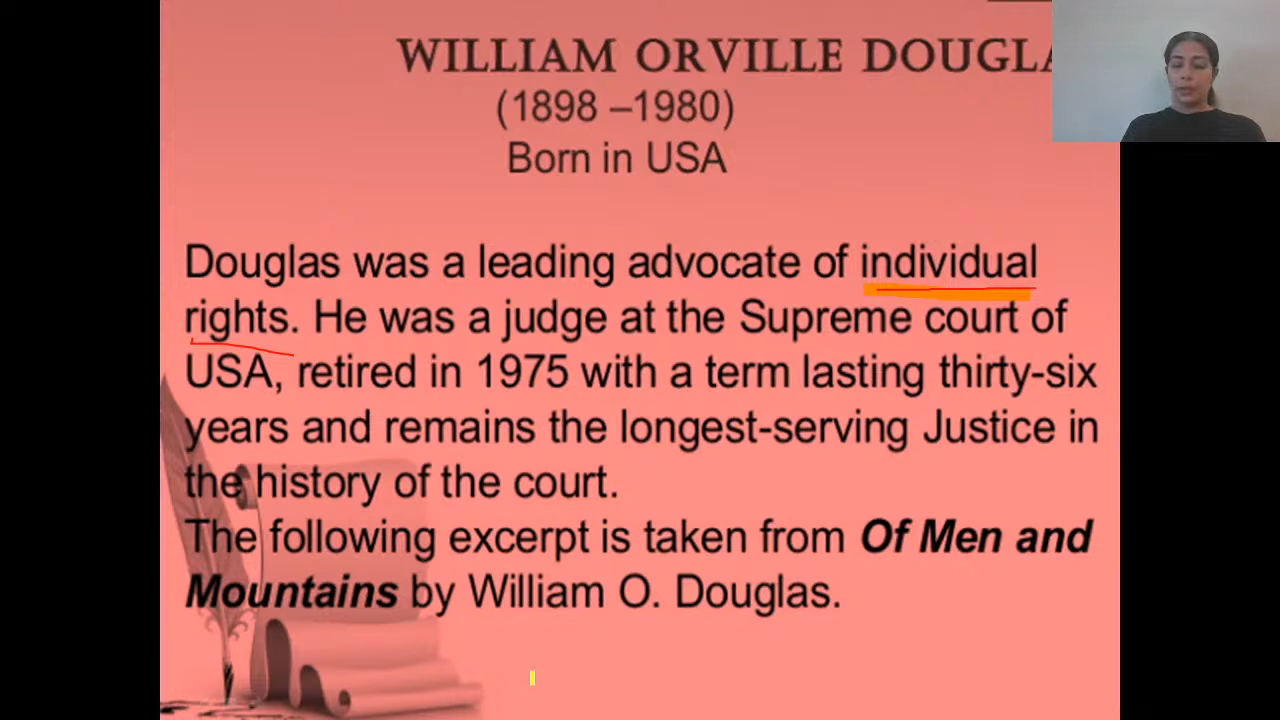 WILLIAM ORVILLE
(1898 –1980)
Born in USA
Douglas was a leading advocate of individual
rights. He was a judge at the Supreme court of
USA, retired in 1975 with a term lasting thirty-six
years and remains the longest-serving Justice in
the history of the court.
The following excerpt is taken from Of Men and
Mountains by William O. Douglas.